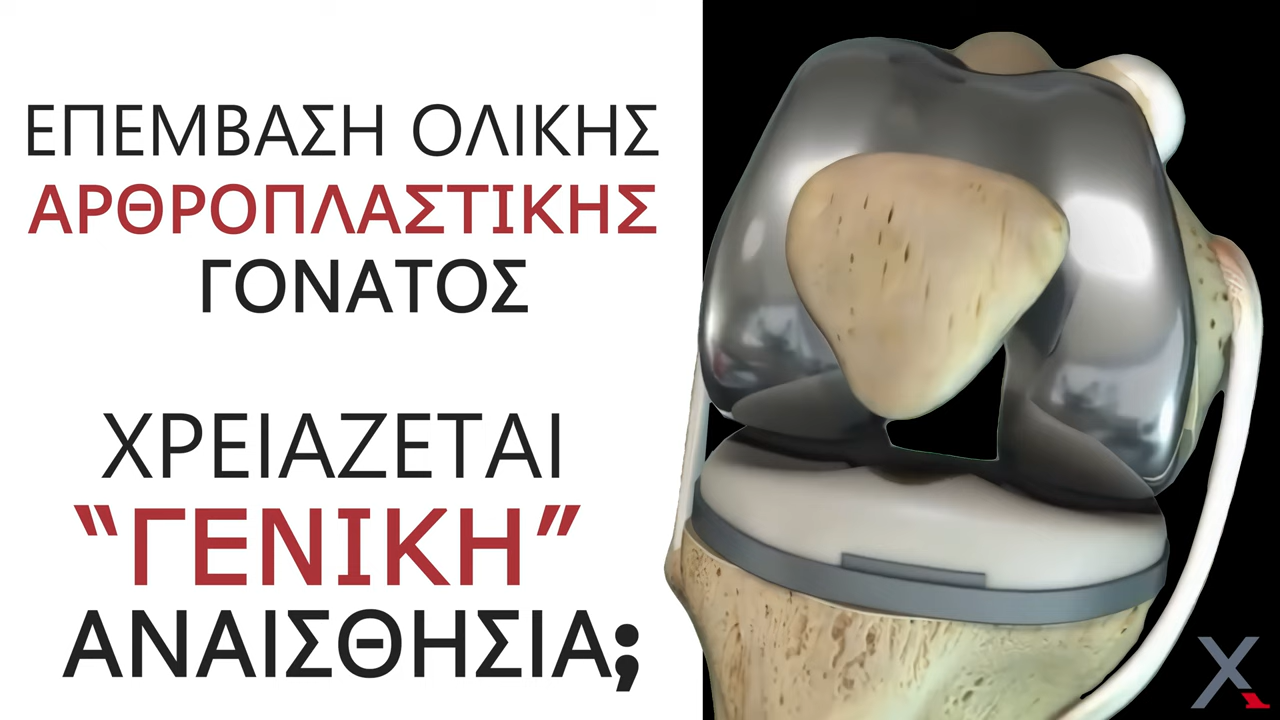 ΕΠΕΜΒΑΣΗ ΟΛΙΚΗΣ
ΑΡΘΡΟΠΛΑΣΤΙΚΗΣ
ΓΟΝΑΤΟΣ
ΧΡΕΙΑΖΕΤΑΙ
“ΓΕΝΙΚΗ”
ΑΝΑΙΣΘΗΣΙΑ;
X